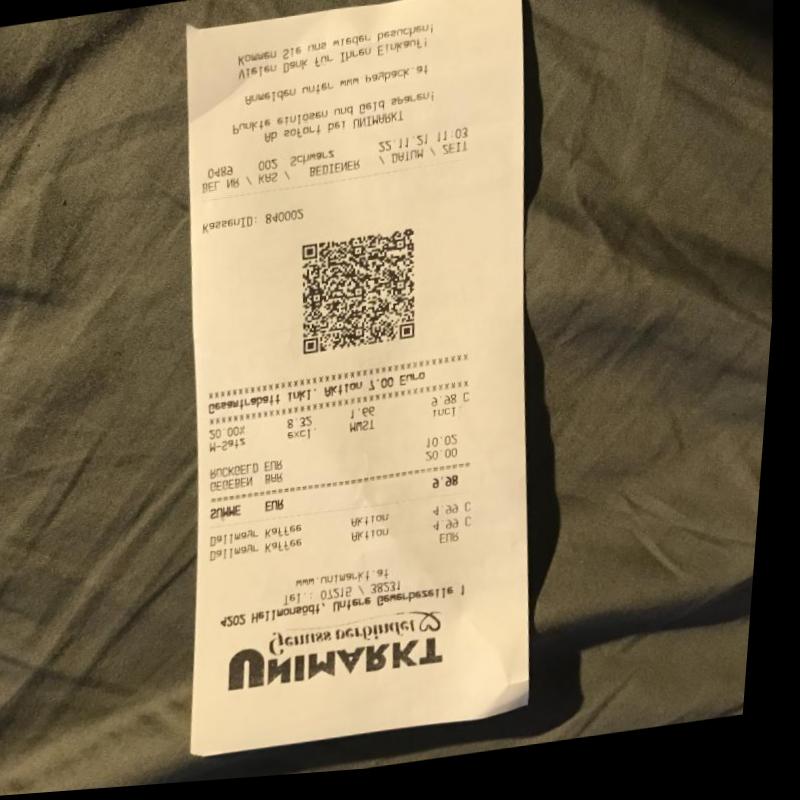 UNIMARKT
Genuss verbindet
4202 Hellmonsödt, Untere Gewerbezeile 1
Tel.: 07215 / 38231
www.unimarkt.at
EUR
Dallmayr Kaffee Aktion 4.99 C
Dallmayr Kaffee Aktion 4.99 C
SUMME EUR 9.98
GEGEBEN BAR 20.00
RÜCKGELD EUR 10.02
M-Satz excl. MWST incl.
20.00% 8.32 1.66 9.98 C
Gesamtrabatt inkl. Aktion 7.00 Euro
KassenID: 840002
BEL NR / KAS / BEDIENER / DATUM / ZEIT
0489 002 Schwarz 22.11.21 11:03
Ab sofort bei UNIMARKT
Punkte einlösen und Geld sparen!
Anmelden unter www.payback.at
Vielen Dank für Ihren Einkauf!
Kommen Sie uns wieder besuchen!